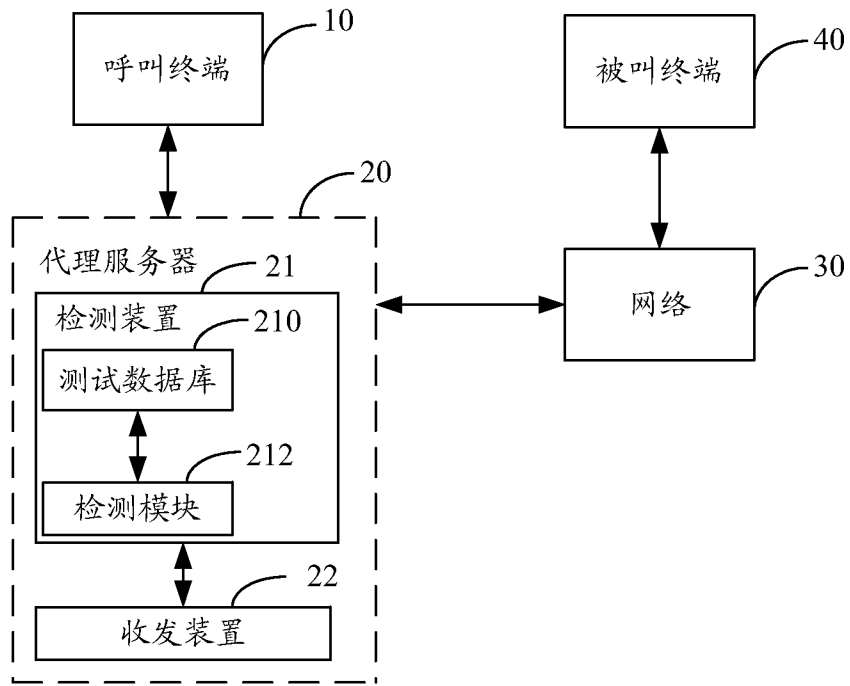 10
呼叫终端
40
被叫终端
20
代理服务器
21
检测装置
210
测试数据库
212
检测模块
22
收发装置
30
网络